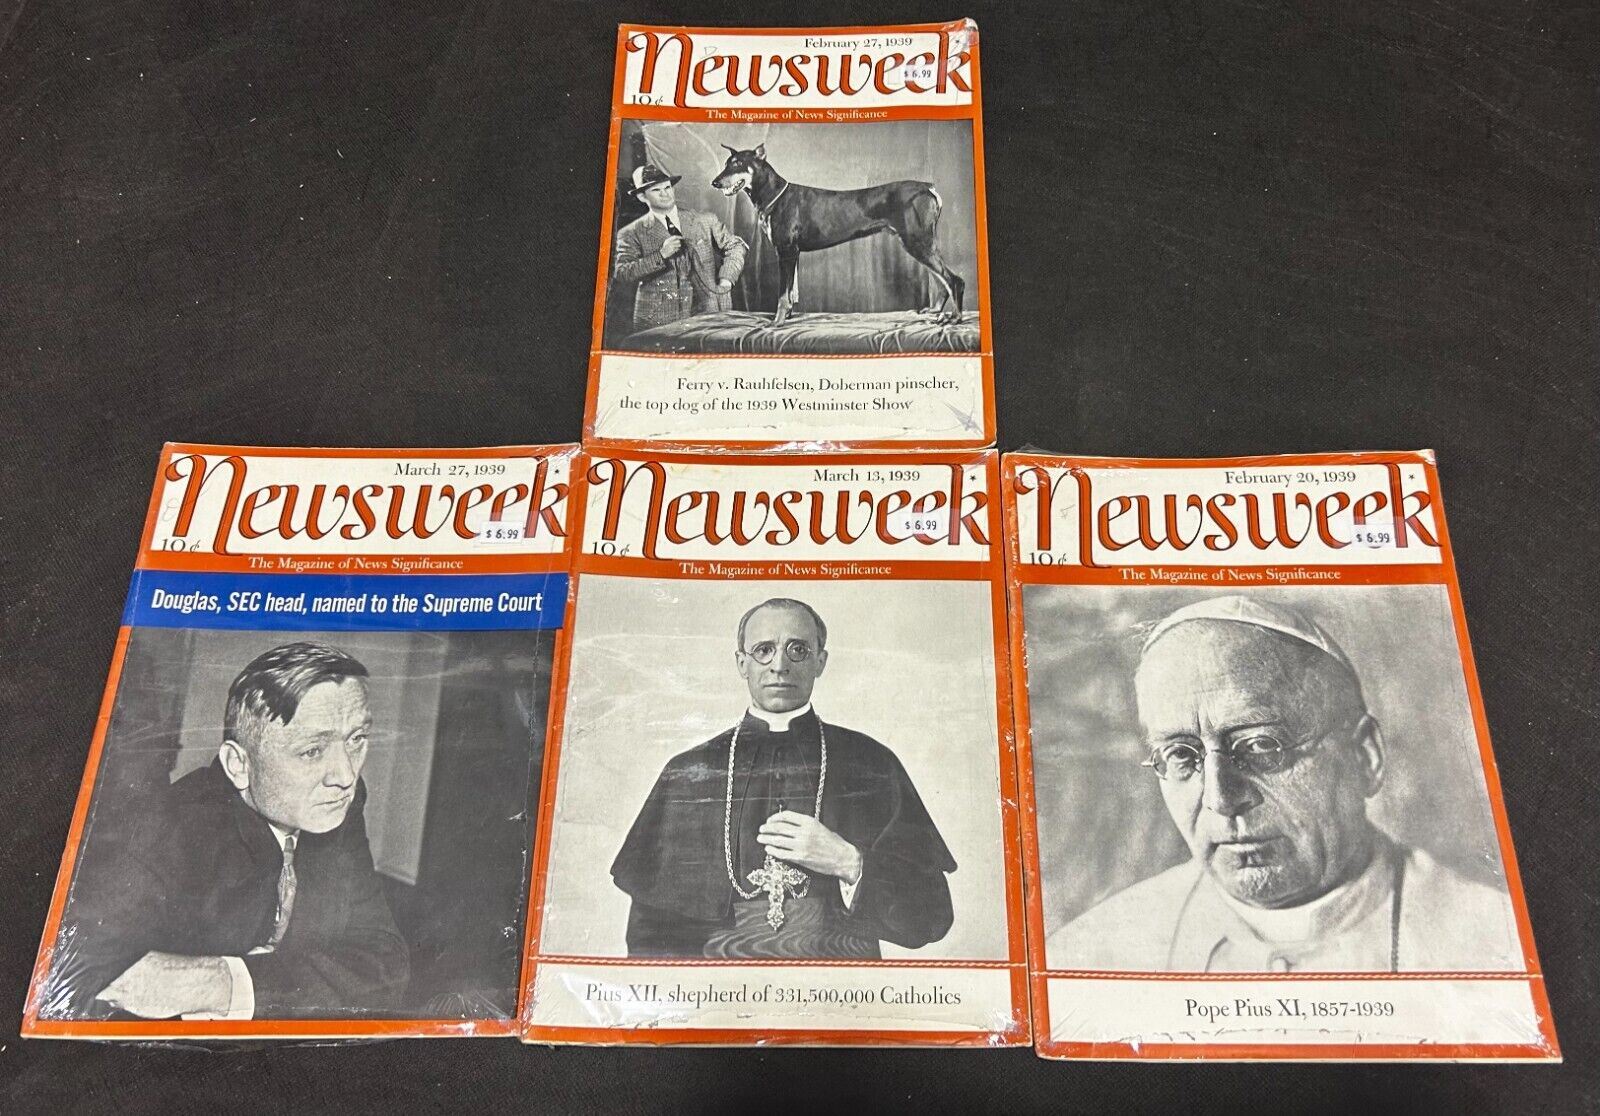 February 27, 1939
Newsweek
$ 6.99
10¢
The Magazine of News Significance
Ferry v. Rauhfelsen, Doberman pinscher,
the top dog of the 1939 Westminster Show
March 27, 1939
Newsweek
$ 6.99
10¢
The Magazine of News Significance
Douglas, SEC head, named to the Supreme Court
March 13, 1939
Newsweek
$ 6.99
10¢
The Magazine of News Significance
Pius XII, shepherd of 331,500,000 Catholics
February 20, 1939
Newsweek
$ 6.99
10¢
The Magazine of News Significance
Pope Pius XI, 1857-1939